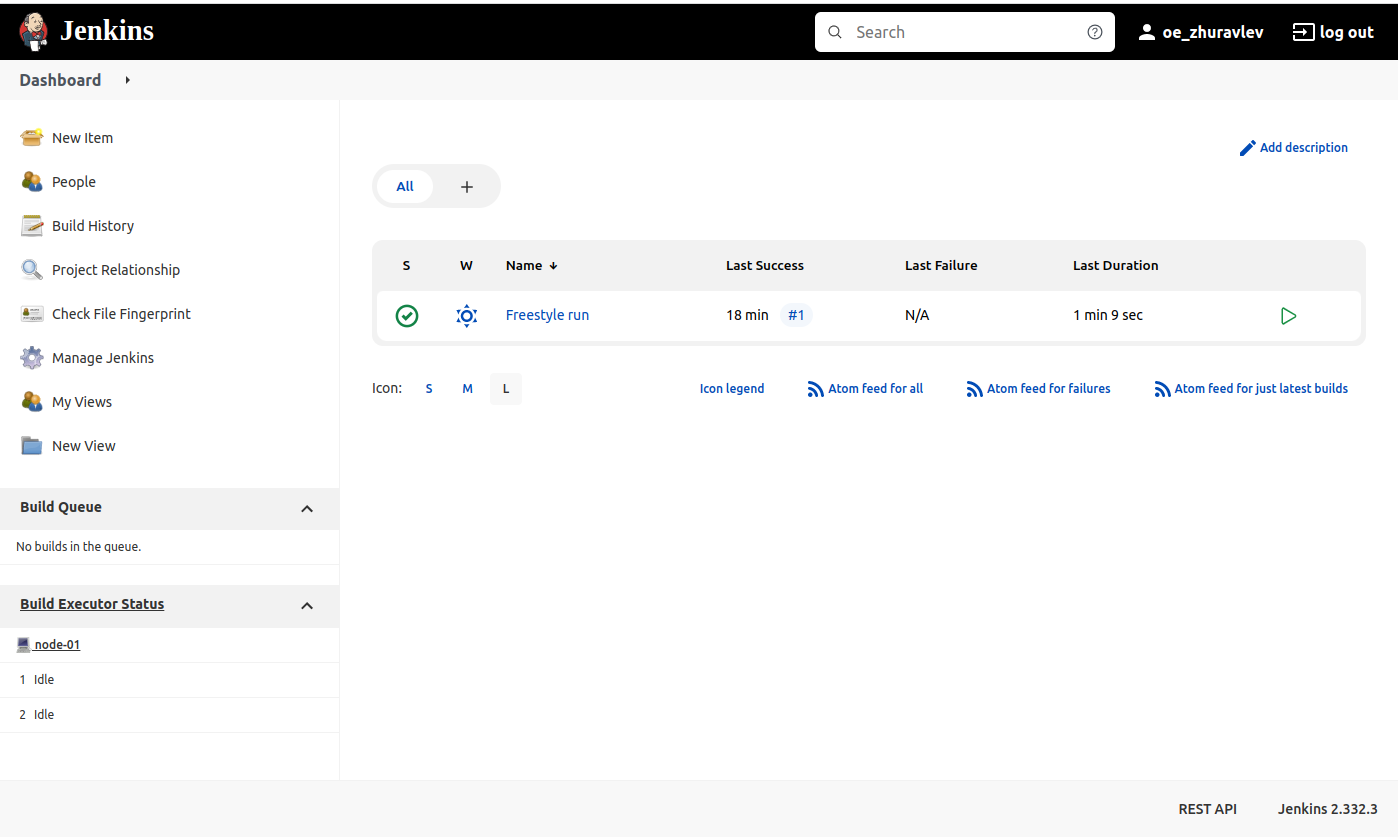 Jenkins
Search
oe_zhuravlev
log out
Dashboard
New Item
People
Build History
Project Relationship
Check File Fingerprint
Manage Jenkins
My Views
New View
Build Queue
No builds in the queue.
Build Executor Status
node-01
1 Idle
2 Idle
Add description
All +
S W Name ↓ Last Success Last Failure Last Duration
Freestyle run 18 min #1 N/A 1 min 9 sec
Icon: S M L
Icon legend
Atom feed for all
Atom feed for failures
Atom feed for just latest builds
REST API Jenkins 2.332.3